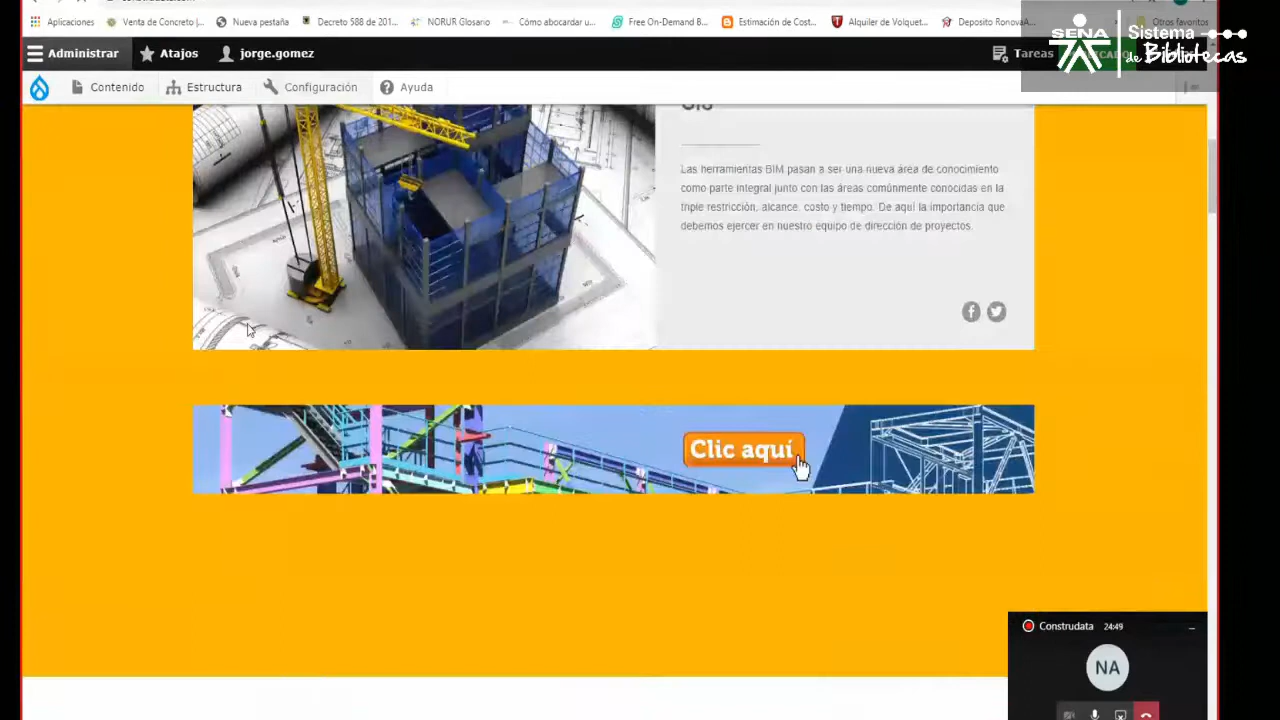 Aplicaciones
Venta de Concreto |...
Nueva pestaña
Decreto 588 de 201...
NORUR Glosario
Cómo abocardar u...
Free On-Demand B...
Estimación de Cost...
Alquiler de Volquet...
Deposito RonovaA...
Otros favoritos
Administrar
Atajos
jorge.gomez
Tareas
SENA
Sistema
de Bibliotecas
Contenido
Estructura
Configuración
Ayuda
Las herramientas BIM pasan a ser una nueva área de conocimiento
como parte integral junto con las áreas comúnmente conocidas en la
triple restricción, alcance, costo y tiempo. De aquí la importancia que
debemos ejercer en nuestro equipo de dirección de proyectos.
Clic aquí
Construdata 24:49
NA